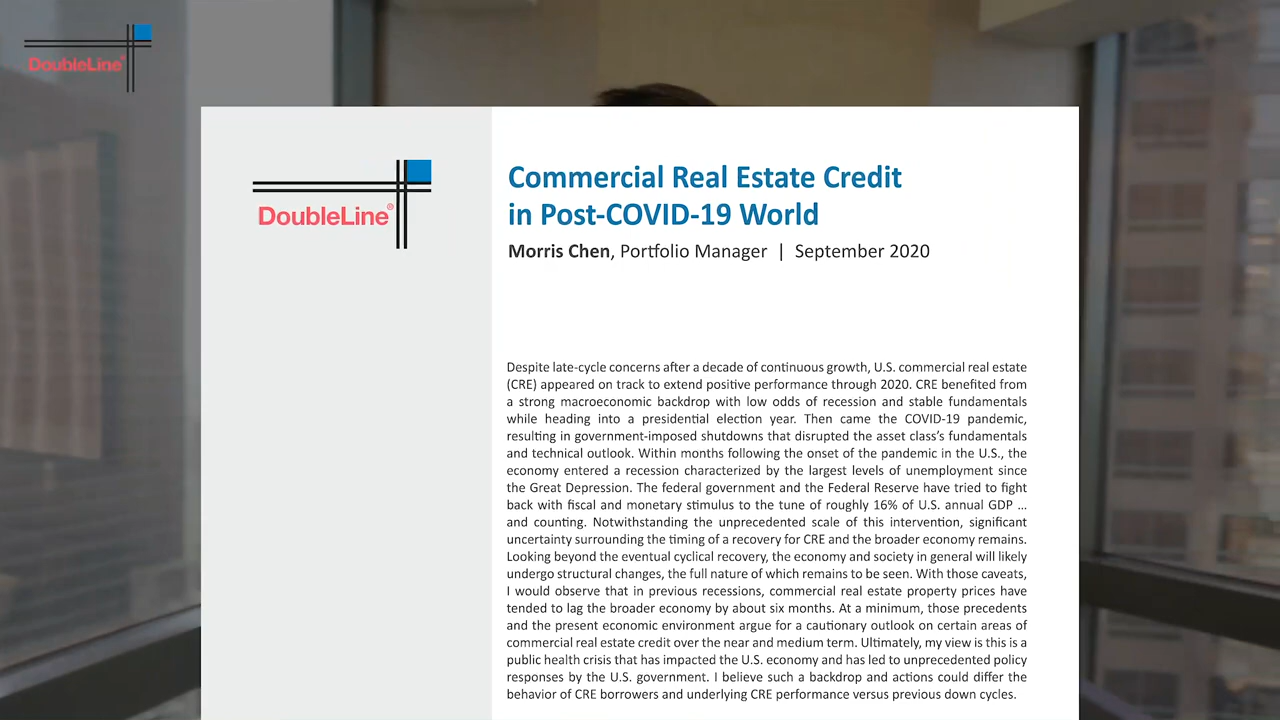 DoubleLine®
DoubleLine®
Commercial Real Estate Credit
in Post-COVID-19 World
Morris Chen, Portfolio Manager | September 2020
Despite late-cycle concerns after a decade of continuous growth, U.S. commercial real estate
(CRE) appeared on track to extend positive performance through 2020. CRE benefited from
a strong macroeconomic backdrop with low odds of recession and stable fundamentals
while heading into a presidential election year. Then came the COVID-19 pandemic,
resulting in government-imposed shutdowns that disrupted the asset class's fundamentals
and technical outlook. Within months following the onset of the pandemic in the U.S., the
economy entered a recession characterized by the largest levels of unemployment since
the Great Depression. The federal government and the Federal Reserve have tried to fight
back with fiscal and monetary stimulus to the tune of roughly 16% of U.S. annual GDP ...
and counting. Notwithstanding the unprecedented scale of this intervention, significant
uncertainty surrounding the timing of a recovery for CRE and the broader economy remains.
Looking beyond the eventual cyclical recovery, the economy and society in general will likely
undergo structural changes, the full nature of which remains to be seen. With those caveats,
I would observe that in previous recessions, commercial real estate property prices have
tended to lag the broader economy by about six months. At a minimum, those precedents
and the present economic environment argue for a cautionary outlook on certain areas of
commercial real estate credit over the near and medium term. Ultimately, my view is this is a
public health crisis that has impacted the U.S. economy and has led to unprecedented policy
responses by the U.S. government. I believe such a backdrop and actions could differ the
behavior of CRE borrowers and underlying CRE performance versus previous down cycles.